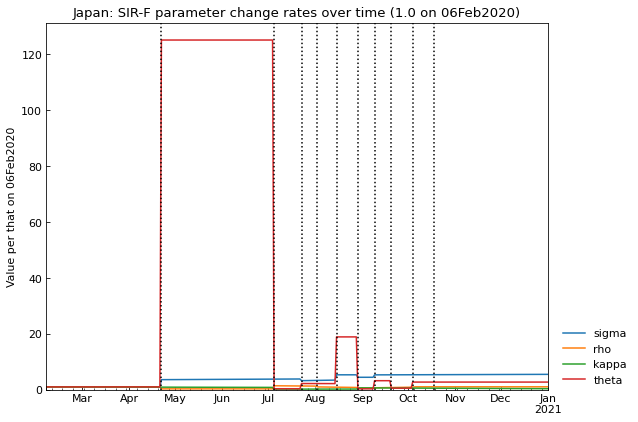 Japan: SIR-F parameter change rates over time (1.0 on 06Feb2020)
Value per that on 06Feb2020
120
100
80
60
40
20
0
Mar Apr May Jun Jul Aug Sep Oct Nov Dec Jan
2021
sigma
rho
kappa
theta